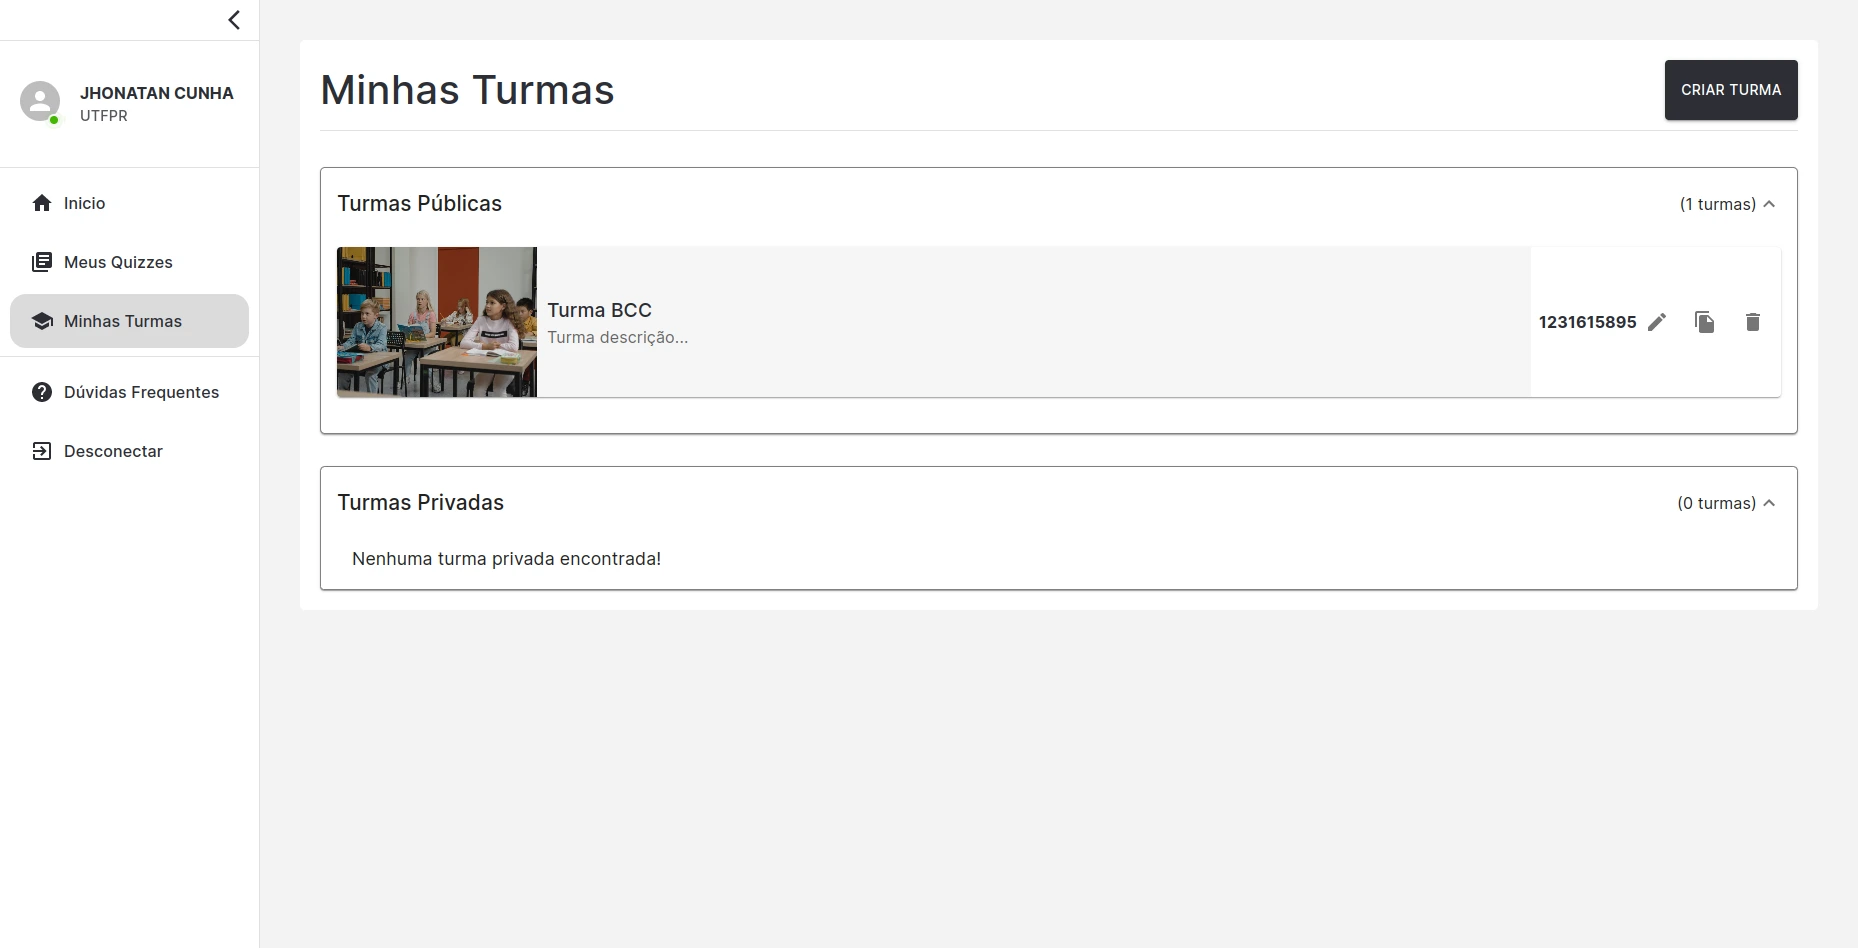 JHONATAN CUNHA
UTFPR
Inicio
Meus Quizzes
Minhas Turmas
Dúvidas Frequentes
Desconectar
Minhas Turmas
CRIAR TURMA
Turmas Públicas
(1 turmas)
Turma BCC
Turma descrição...
1231615895
Turmas Privadas
(0 turmas)
Nenhuma turma privada encontrada!